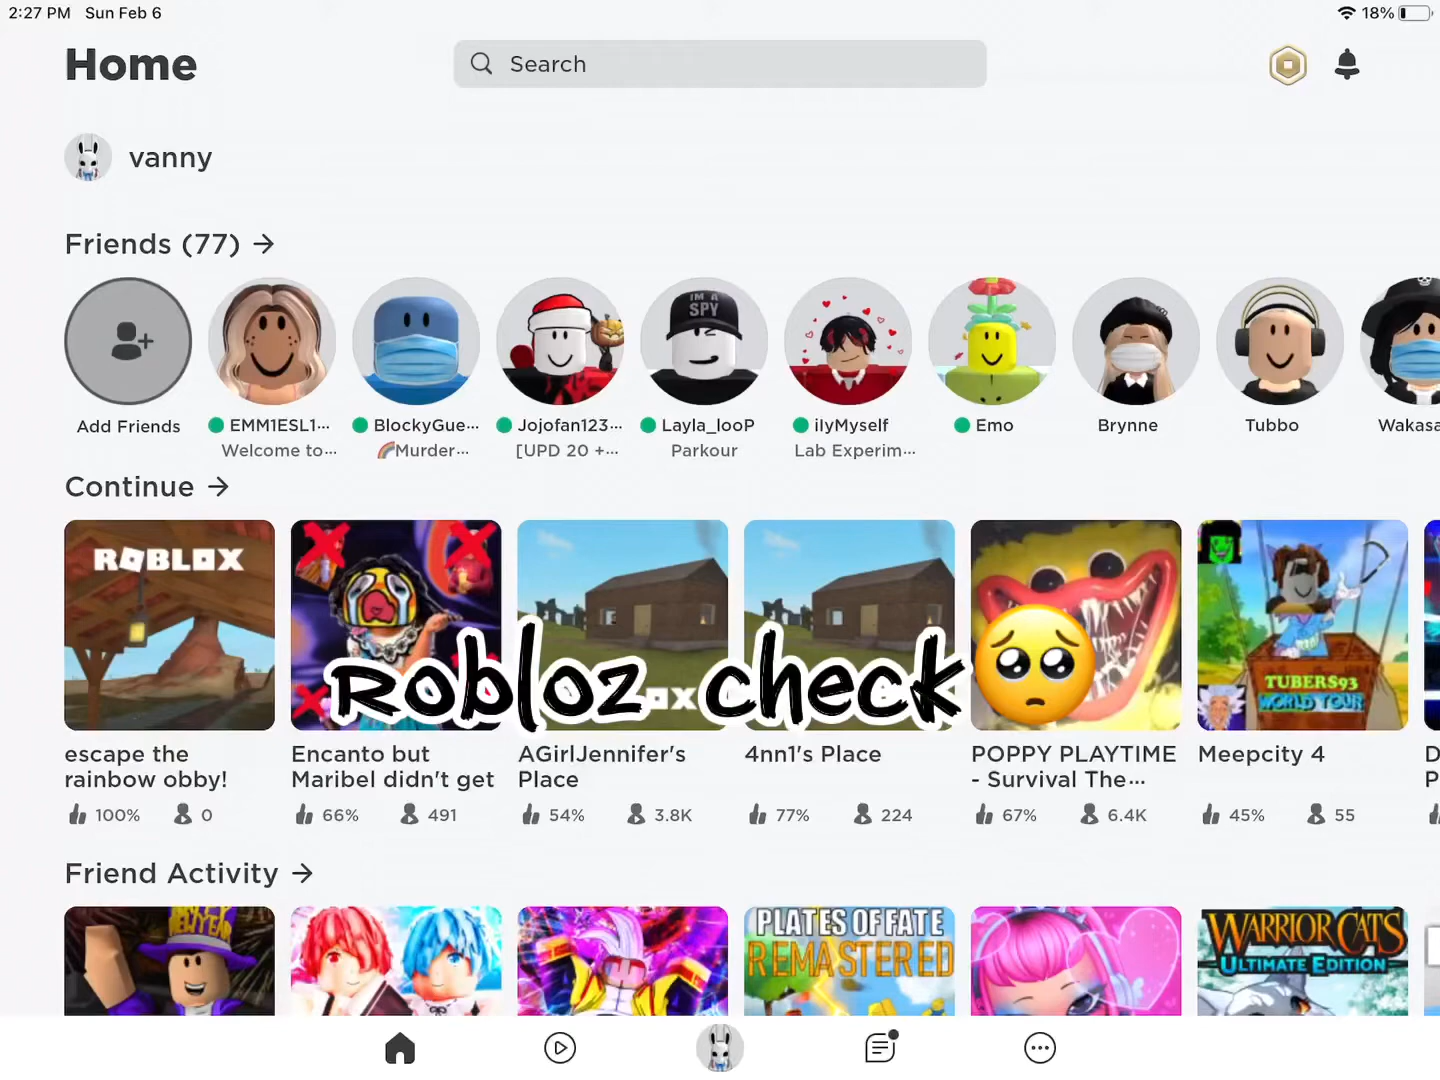 2:27 PM Sun Feb 6
18%
Home
Search
vanny
Friends (77)
IM A
SPY
Add Friends
EMM1ESL1...
BlockyGue...
Jojofan123...
Layla_looP
ilyMyself
Emo
Brynne
Tubbo
Wakasa
Welcome to...
🌈Murder...
[UPD 20 +...
Parkour
Lab Experim...
Continue
ROBLOX
TUBERS93
WORLD TOUR
Robloz check🥺
escape the
rainbow obby!
Encanto but
Maribel didn't get
AGirlJennifer's
Place
4nn1's Place
POPPY PLAYTIME
- Survival The...
Meepcity 4
100% 0
66% 491
54% 3.8K
77% 224
67% 6.4K
45% 55
Friend Activity
NEW YEAR
PLATES OF FATE
REMASTERED
WARRIOR CATS
ULTIMATE EDITION